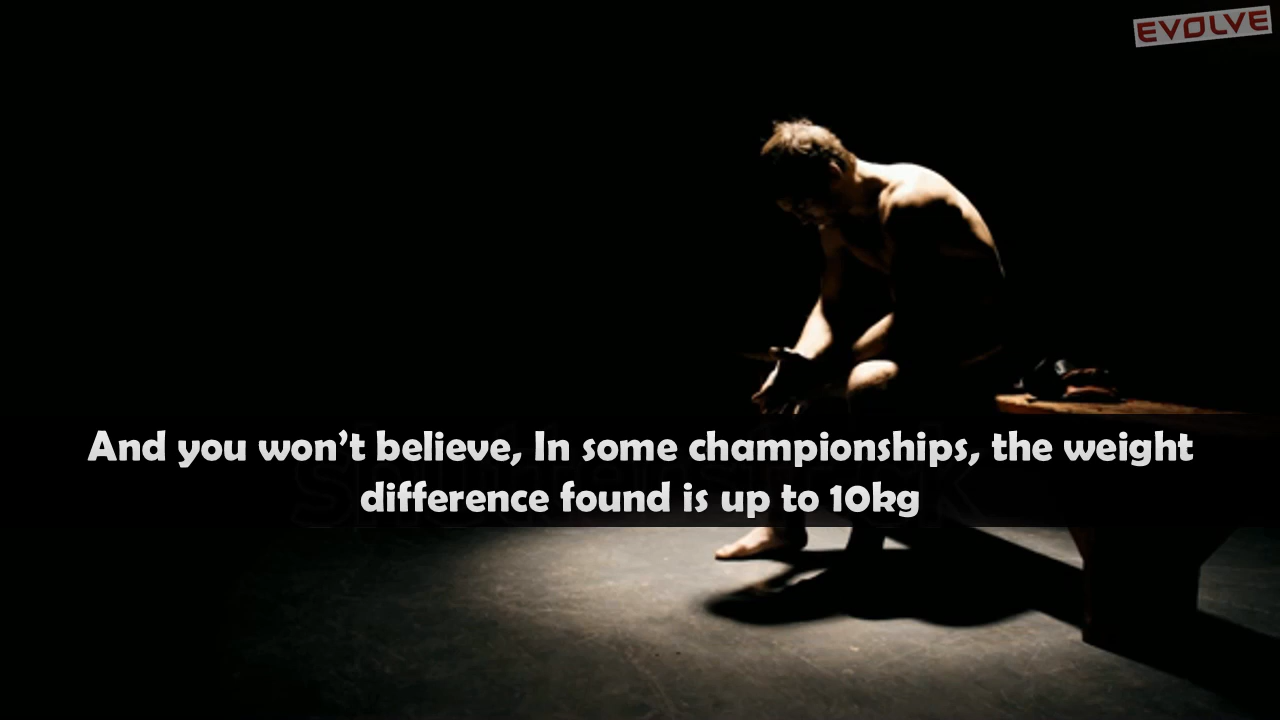 EVOLVE
And you won’t believe, In some championships, the weight
difference found is up to 10kg